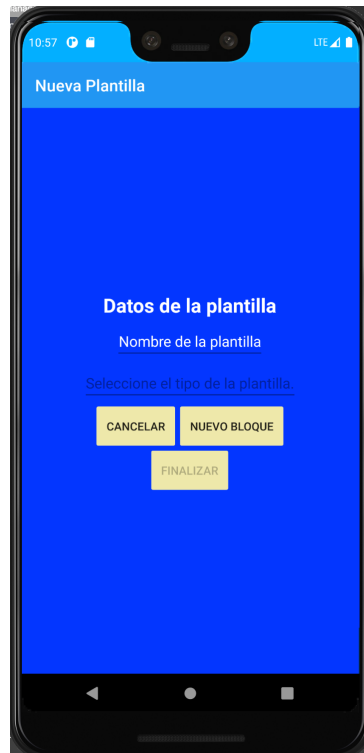 10:57 LTE
Nueva Plantilla
Datos de la plantilla
Nombre de la plantilla
Seleccione el tipo de la plantilla.
CANCELAR NUEVO BLOQUE
FINALIZAR